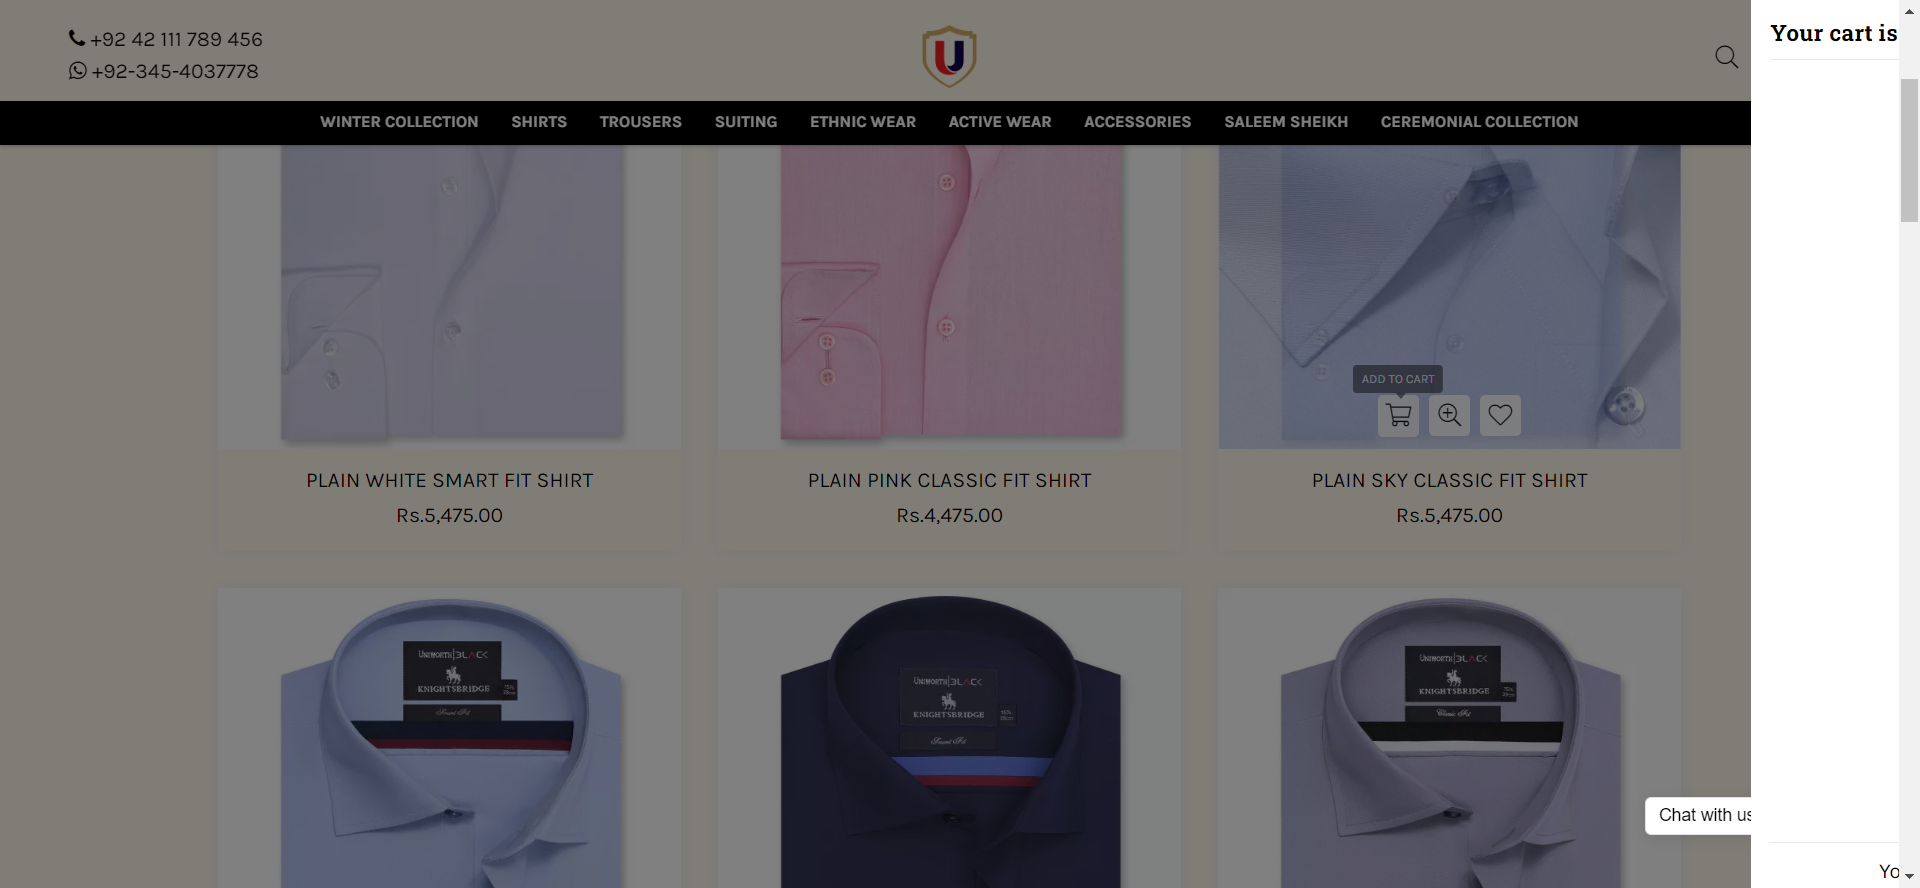 +92 42 111 789 456
+92-345-4037778
U
Your cart is
WINTER COLLECTION SHIRTS TROUSERS SUITING ETHNIC WEAR ACTIVE WEAR ACCESSORIES SALEEM SHEIKH CEREMONIAL COLLECTION
ADD TO CART
PLAIN WHITE SMART FIT SHIRT
Rs.5,475.00
PLAIN PINK CLASSIC FIT SHIRT
Rs.4,475.00
PLAIN SKY CLASSIC FIT SHIRT
Rs.5,475.00
UNIWORTH|BLACK
KNIGHTSBRIDGE
Smart Fit
UNIWORTH|BLACK
KNIGHTSBRIDGE
Smart Fit
UNIWORTH|BLACK
KNIGHTSBRIDGE
Classic Fit
Chat with us
Yo